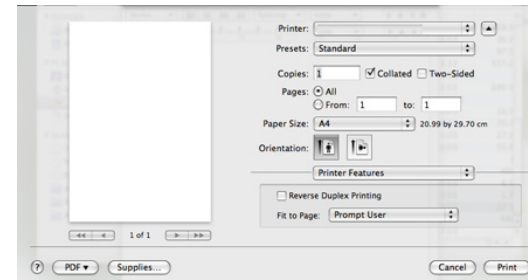 Printer:
Presets: Standard
Copies: 1 Collated Two-Sided
Pages: All
From: 1 to: 1
Paper Size: A4 20.99 by 29.70 cm
Orientation:
Printer Features
Reverse Duplex Printing
Fit to Page: Prompt User
1 of 1
? PDF Supplies... Cancel Print